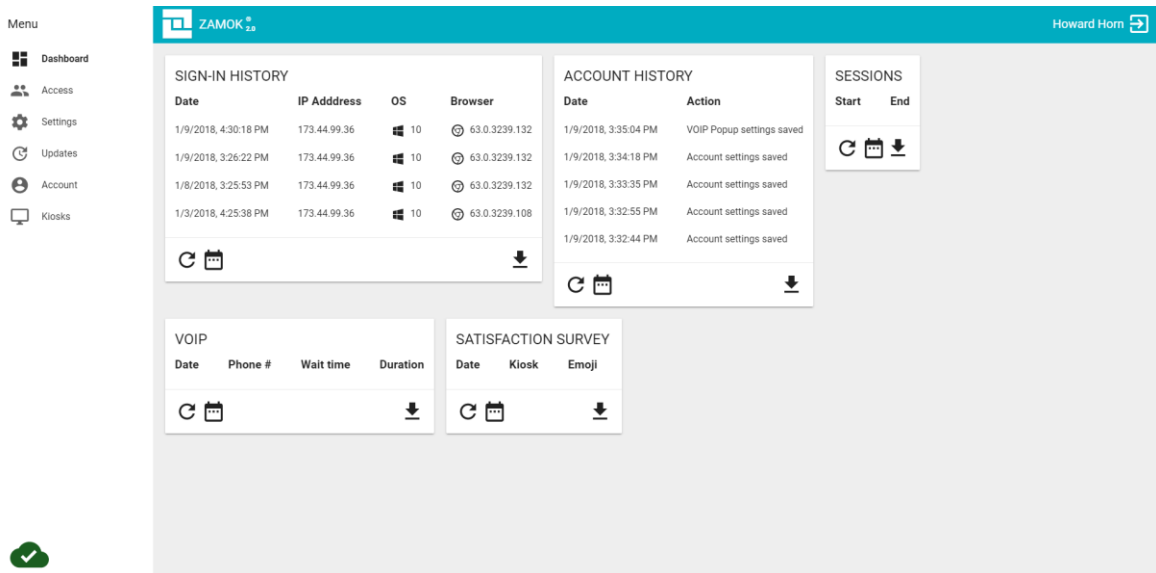 Menu
Dashboard
Access
Settings
Updates
Account
Kiosks
ZAMOK® 2.0
Howard Horn
SIGN-IN HISTORY
Date IP Adddress OS Browser
1/9/2018, 4:30:18 PM 173.44.99.36 10 63.0.3239.132
1/9/2018, 3:26:22 PM 173.44.99.36 10 63.0.3239.132
1/8/2018, 3:25:53 PM 173.44.99.36 10 63.0.3239.132
1/3/2018, 4:25:38 PM 173.44.99.36 10 63.0.3239.108
ACCOUNT HISTORY
Date Action
1/9/2018, 3:35:04 PM VOIP Popup settings saved
1/9/2018, 3:34:18 PM Account settings saved
1/9/2018, 3:33:35 PM Account settings saved
1/9/2018, 3:32:55 PM Account settings saved
1/9/2018, 3:32:44 PM Account settings saved
SESSIONS
Start End
VOIP
Date Phone # Wait time Duration
SATISFACTION SURVEY
Date Kiosk Emoji